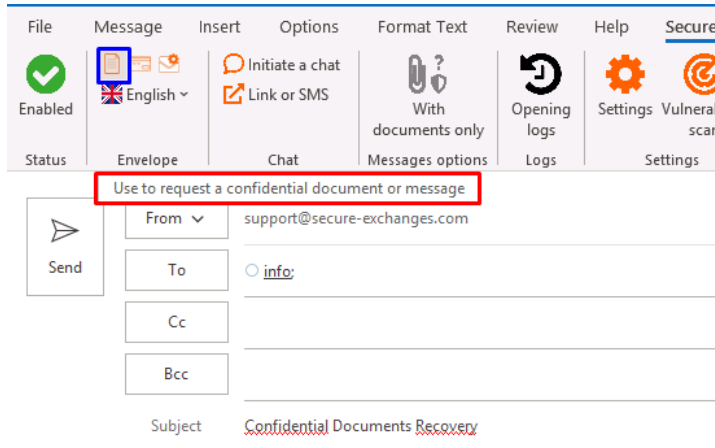 File Message Insert Options Format Text Review Help Secure
Initiate a chat ?
English Link or SMS
Enabled With Opening Settings Vulnera
documents only logs scar
Status Envelope Chat Messages options Logs Settings
Use to request a confidential document or message
From support@secure-exchanges.com
Send To info;
Cc
Bcc
Subject Confidential Documents Recovery